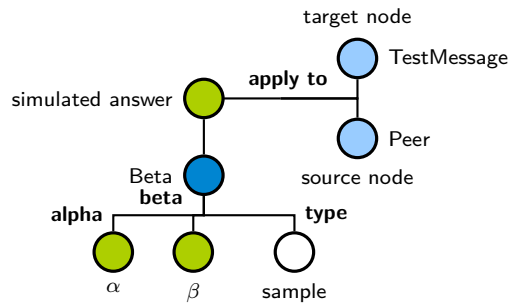 target node
TestMessage
apply to
simulated answer
Peer
source node
Beta
beta
alpha
type
α
β
sample